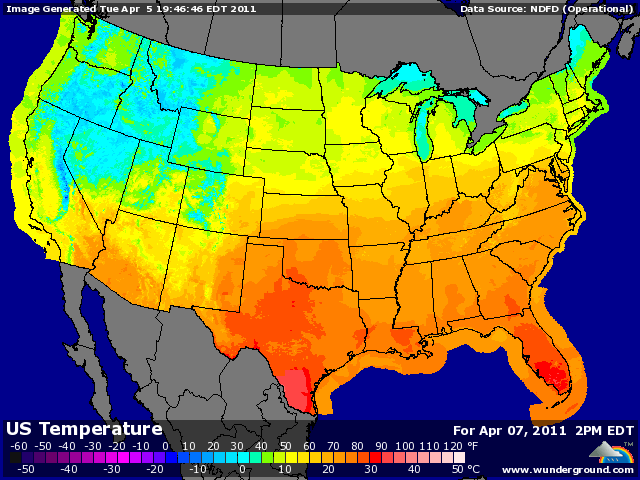 Image Generated Tue Apr 5 19:46:46 EDT 2011 Data Source: NDFD (Operational)
US Temperature For Apr 07, 2011 2PM EDT
-60 -50 -40 -30 -20 -10 0 10 20 30 40 50 60 70 80 90 100 110 120 °F
-50 -40 -30 -20 -10 0 10 20 30 40 50 °C
www.wunderground.com